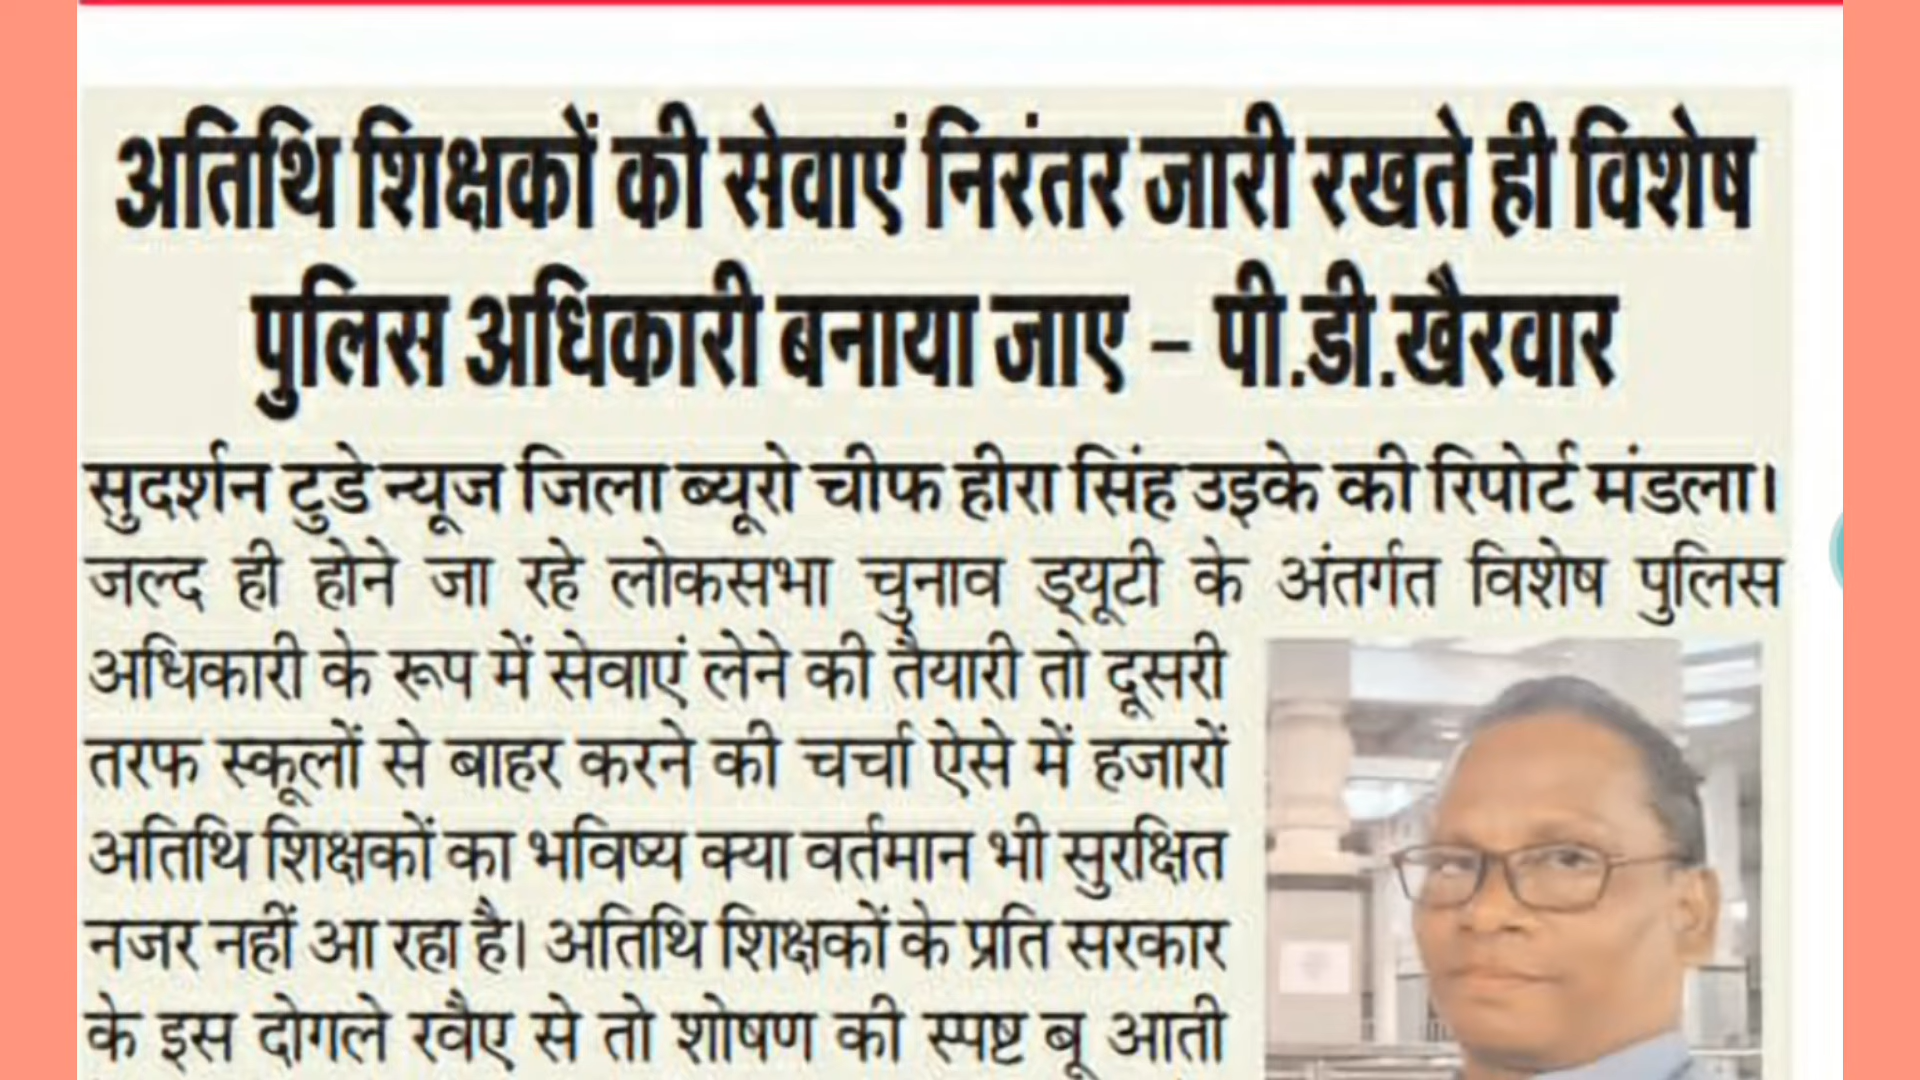 अतिथि शिक्षकों की सेवाएं निरंतर जारी रखते ही विशेष
पुलिस अधिकारी बनाया जाए – पी.डी.खैरवार
सुदर्शन टुडे न्यूज जिला ब्यूरो चीफ हीरा सिंह उइके की रिपोर्ट मंडला।
जल्द ही होने जा रहे लोकसभा चुनाव ड्यूटी के अंतर्गत विशेष पुलिस
अधिकारी के रूप में सेवाएं लेने की तैयारी तो दूसरी
तरफ स्कूलों से बाहर करने की चर्चा ऐसे में हजारों
अतिथि शिक्षकों का भविष्य क्या वर्तमान भी सुरक्षित
नजर नहीं आ रहा है। अतिथि शिक्षकों के प्रति सरकार
के इस दोगले रवैए से तो शोषण की स्पष्ट बू आती